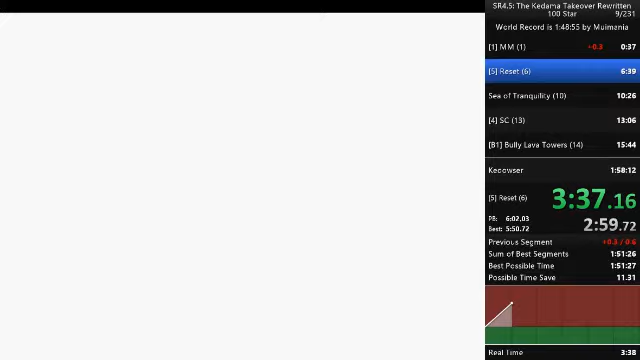 SR4.5: The Kedama Takeover Rewritten
100 Star 9/231
World Record is 1:48:55 by Muimania
[1] MM (1) +0.3 0:37
[5] Reset (6) 6:39
Sea of Tranquility (10) 10:26
[4] SC (13) 13:06
[B1] Bully Lava Towers (14) 15:44
Kecowser 1:58:12
[5] Reset (6) 3:37.16
PB: 6:02.03
Best: 5:50.72 2:59.72
Previous Segment +0.3 / 0.6
Sum of Best Segments 1:51:26
Best Possible Time 1:51:27
Possible Time Save 11.31
Real Time 3:38